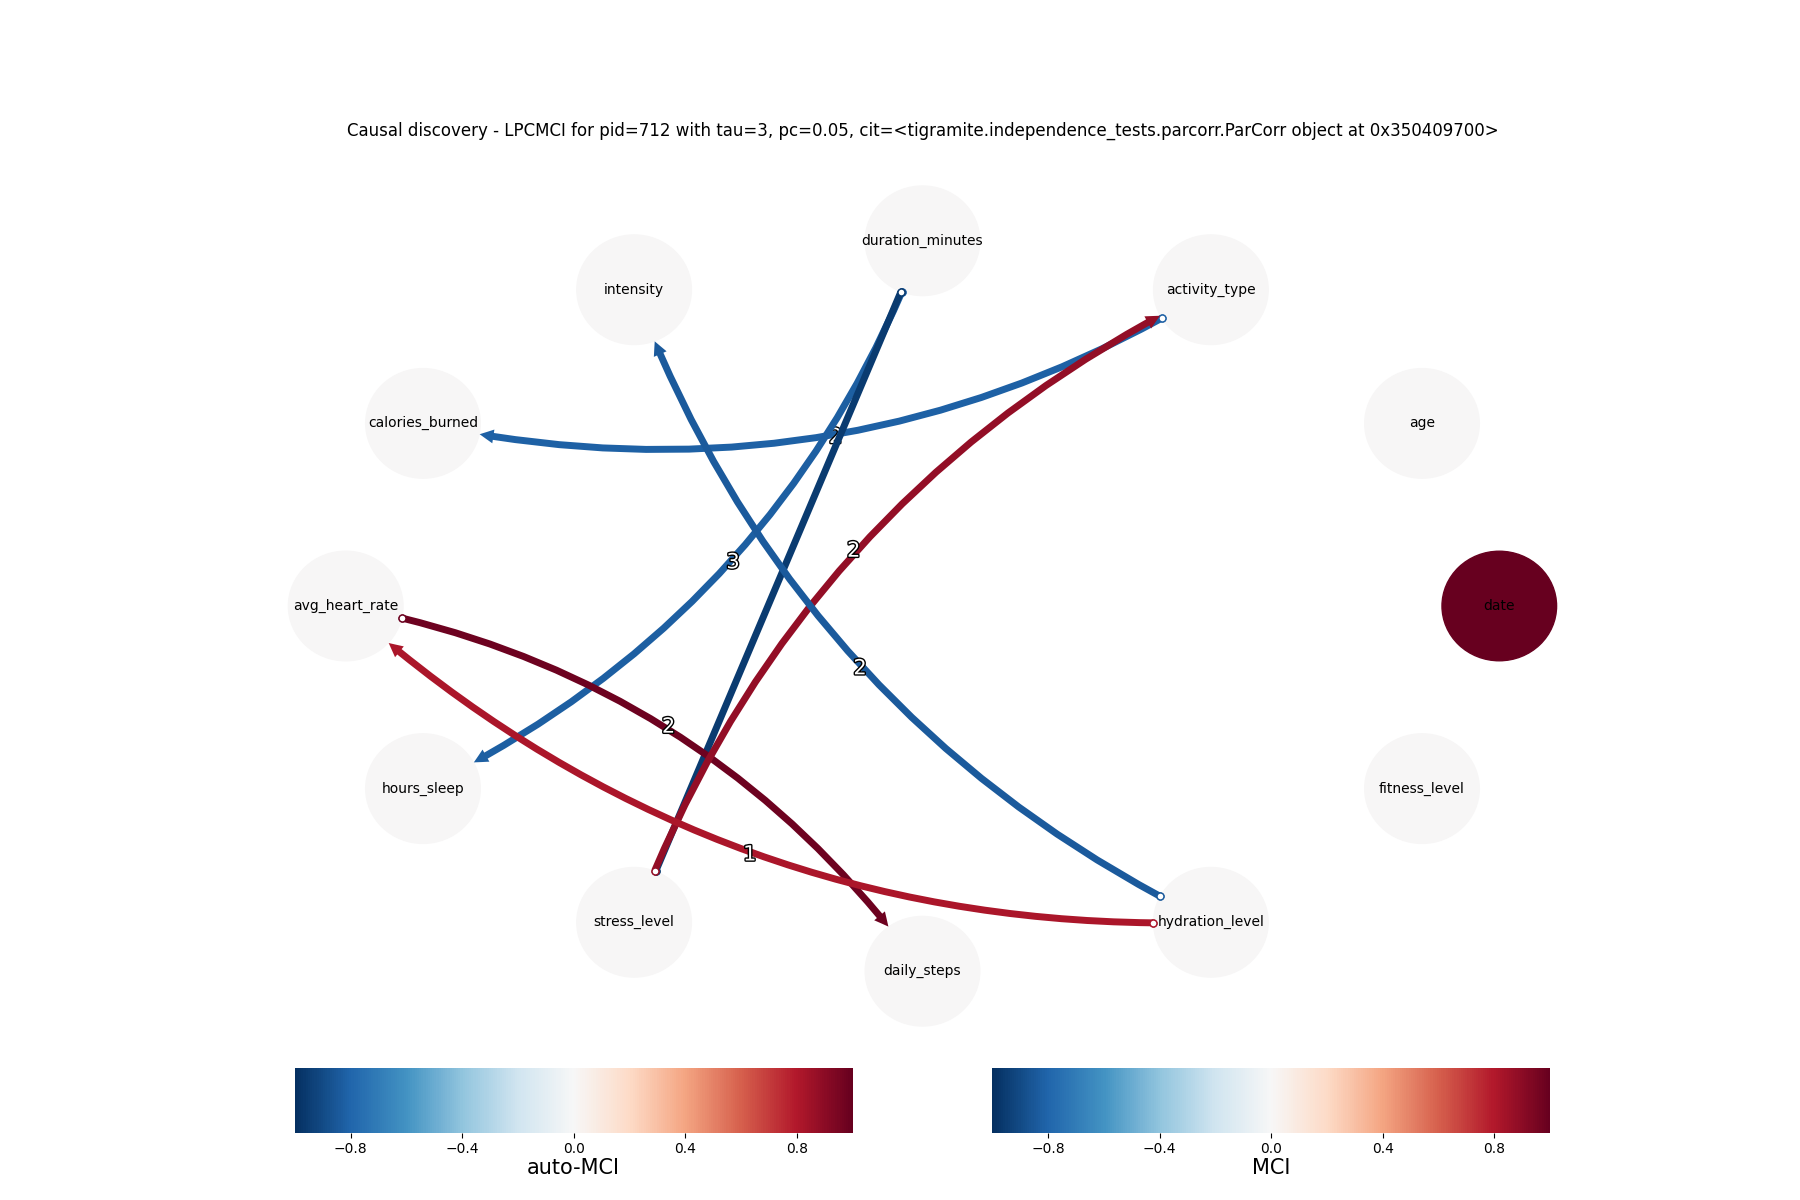 Causal discovery - LPCMCI for pid=712 with tau=3, pc=0.05, cit=<tigramite.independence_tests.parcorr.ParCorr object at 0x350409700>
duration_minutes
intensity
activity_type
calories_burned
age
2
2
3
avg_heart_rate
date
2
2
hours_sleep
fitness_level
1
stress_level
hydration_level
daily_steps
−0.8 −0.4 0.0 0.4 0.8
auto-MCI
−0.8 −0.4 0.0 0.4 0.8
MCI